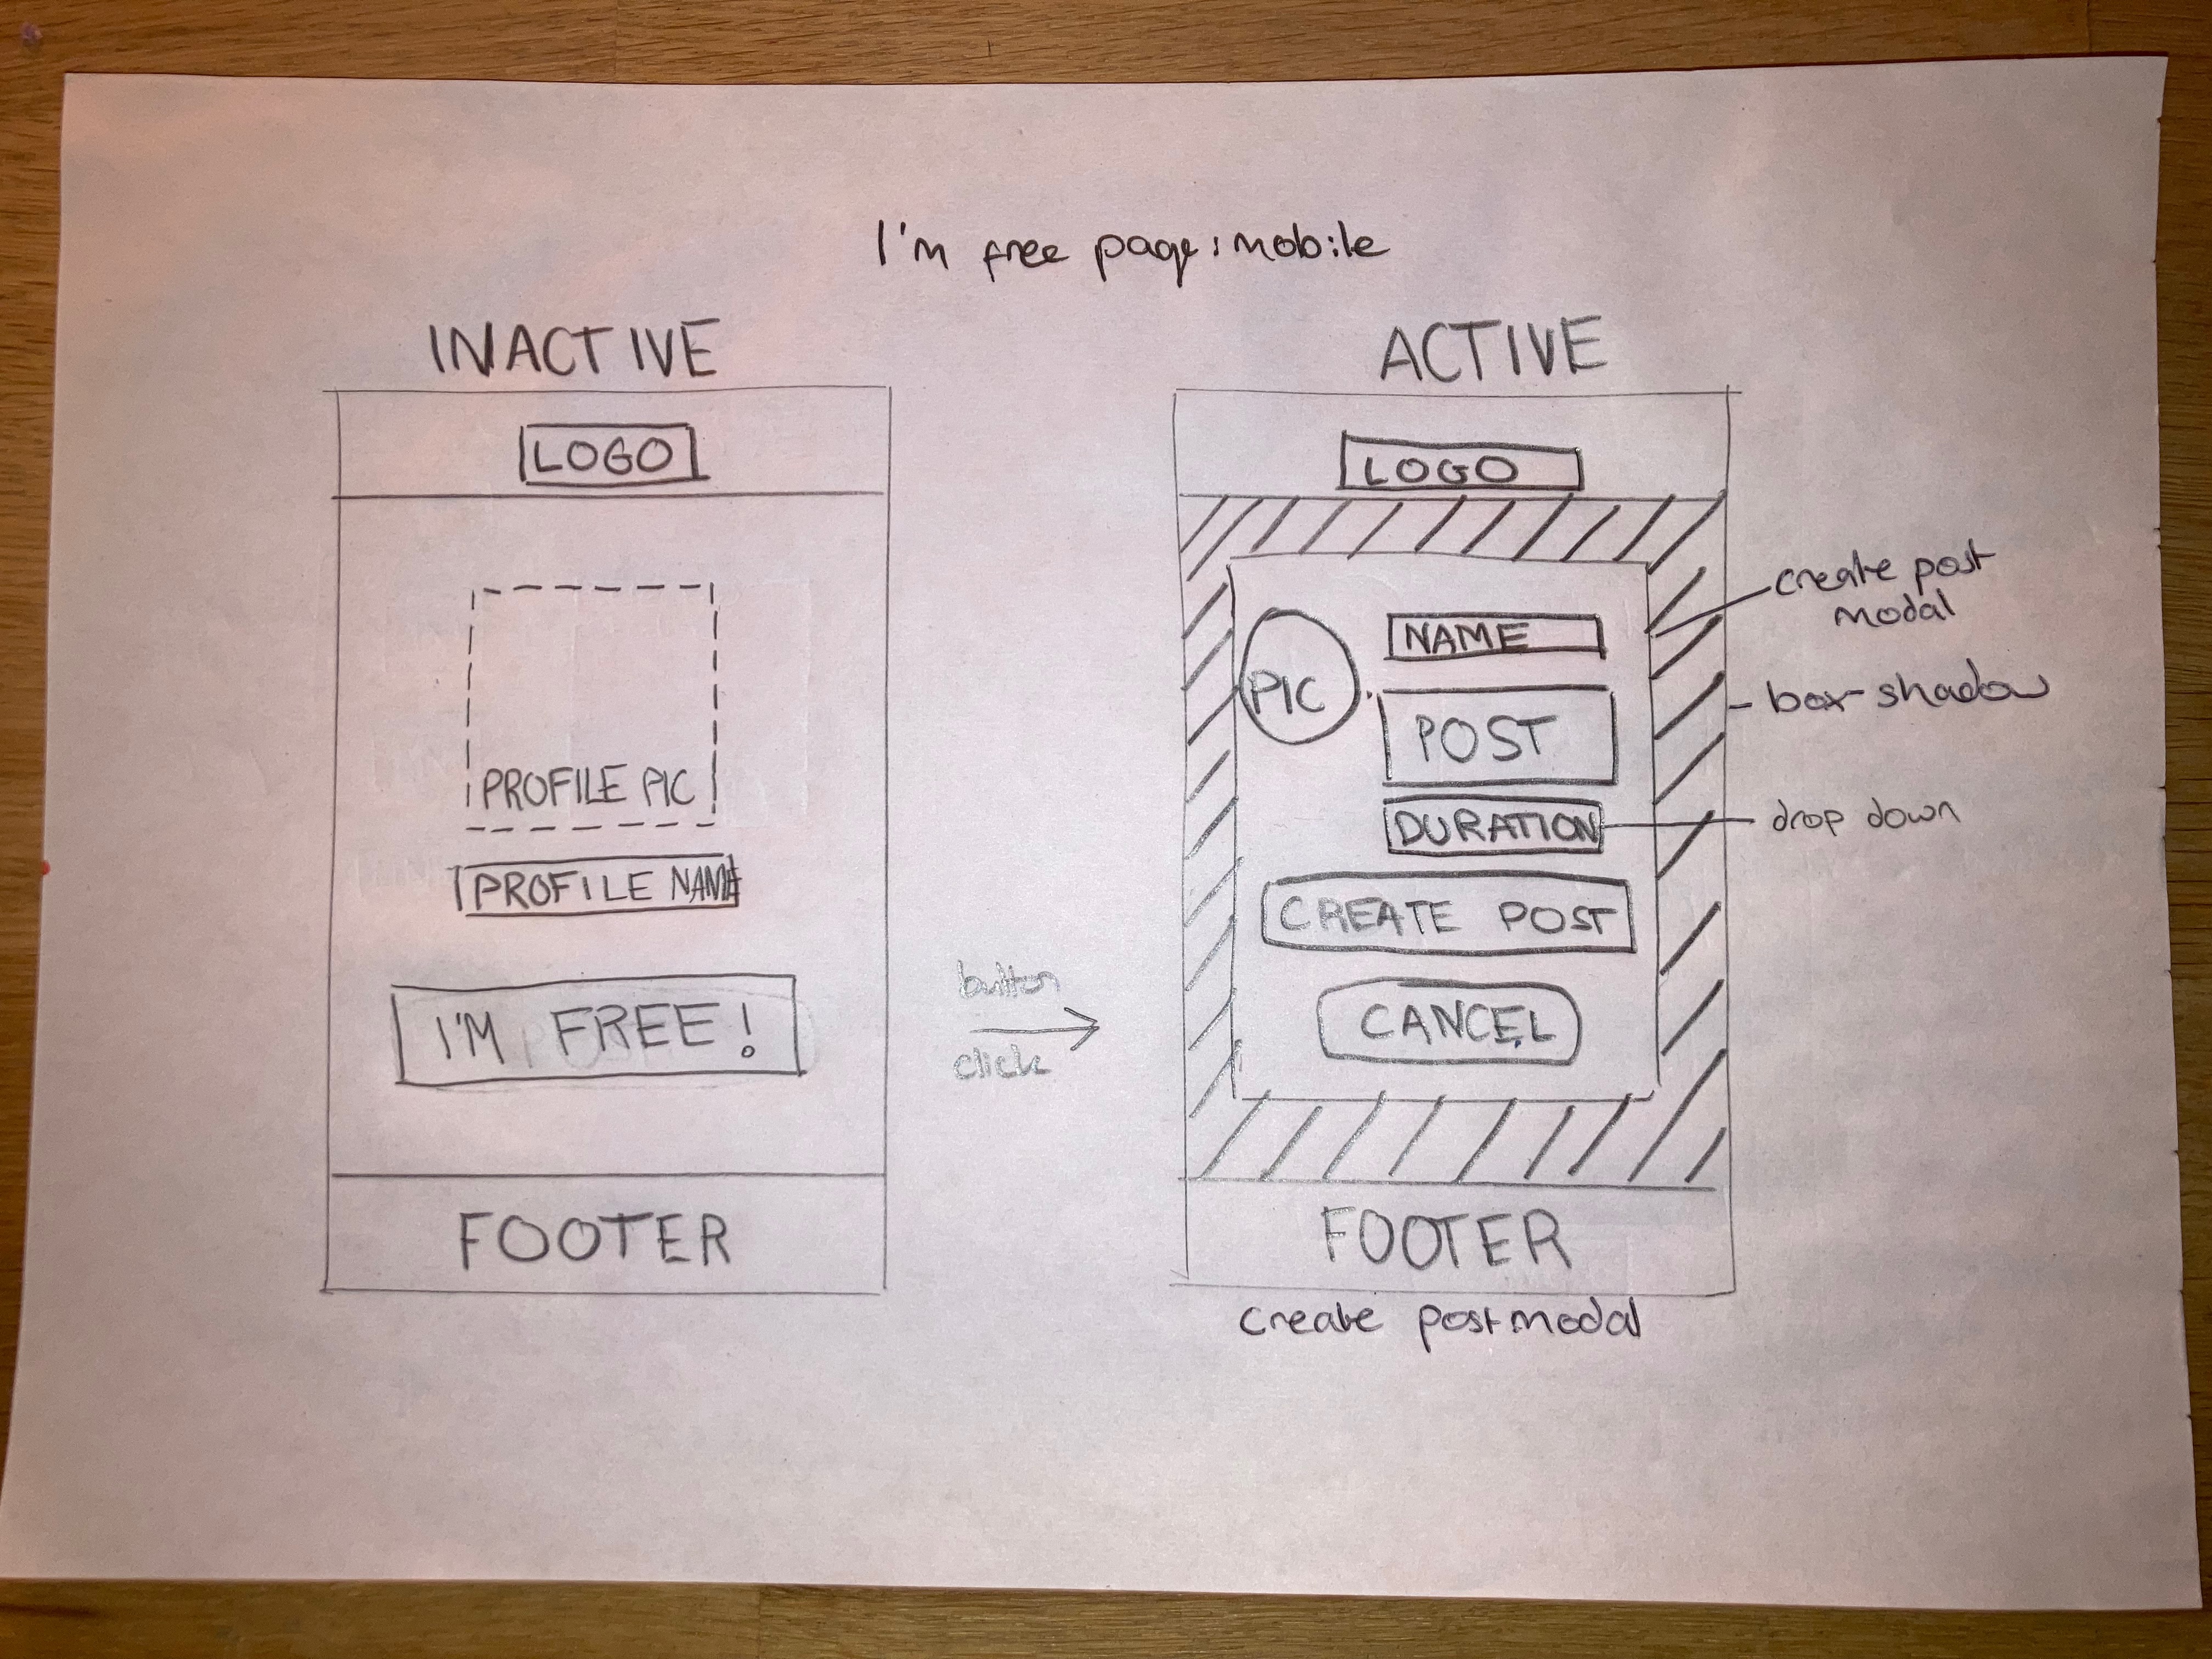 I'm free page : mobile
INACTIVE
LOGO
PROFILE PIC
PROFILE NAME
I'M FREE!
FOOTER
button
click
ACTIVE
LOGO
NAME
PIC
POST
DURATION
CREATE POST
CANCEL
FOOTER
create post modal
create post
modal
box-shadow
drop down